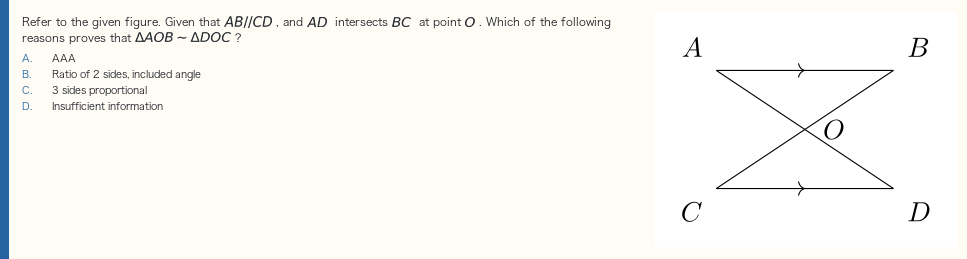 Refer to the given figure. Given that AB//CD , and AD intersects BC at point O . Which of the following
reasons proves that ΔAOB ~ ΔDOC ?
A. AAA
B. Ratio of 2 sides, included angle
C. 3 sides proportional
D. Insufficient information
A B
O
C D